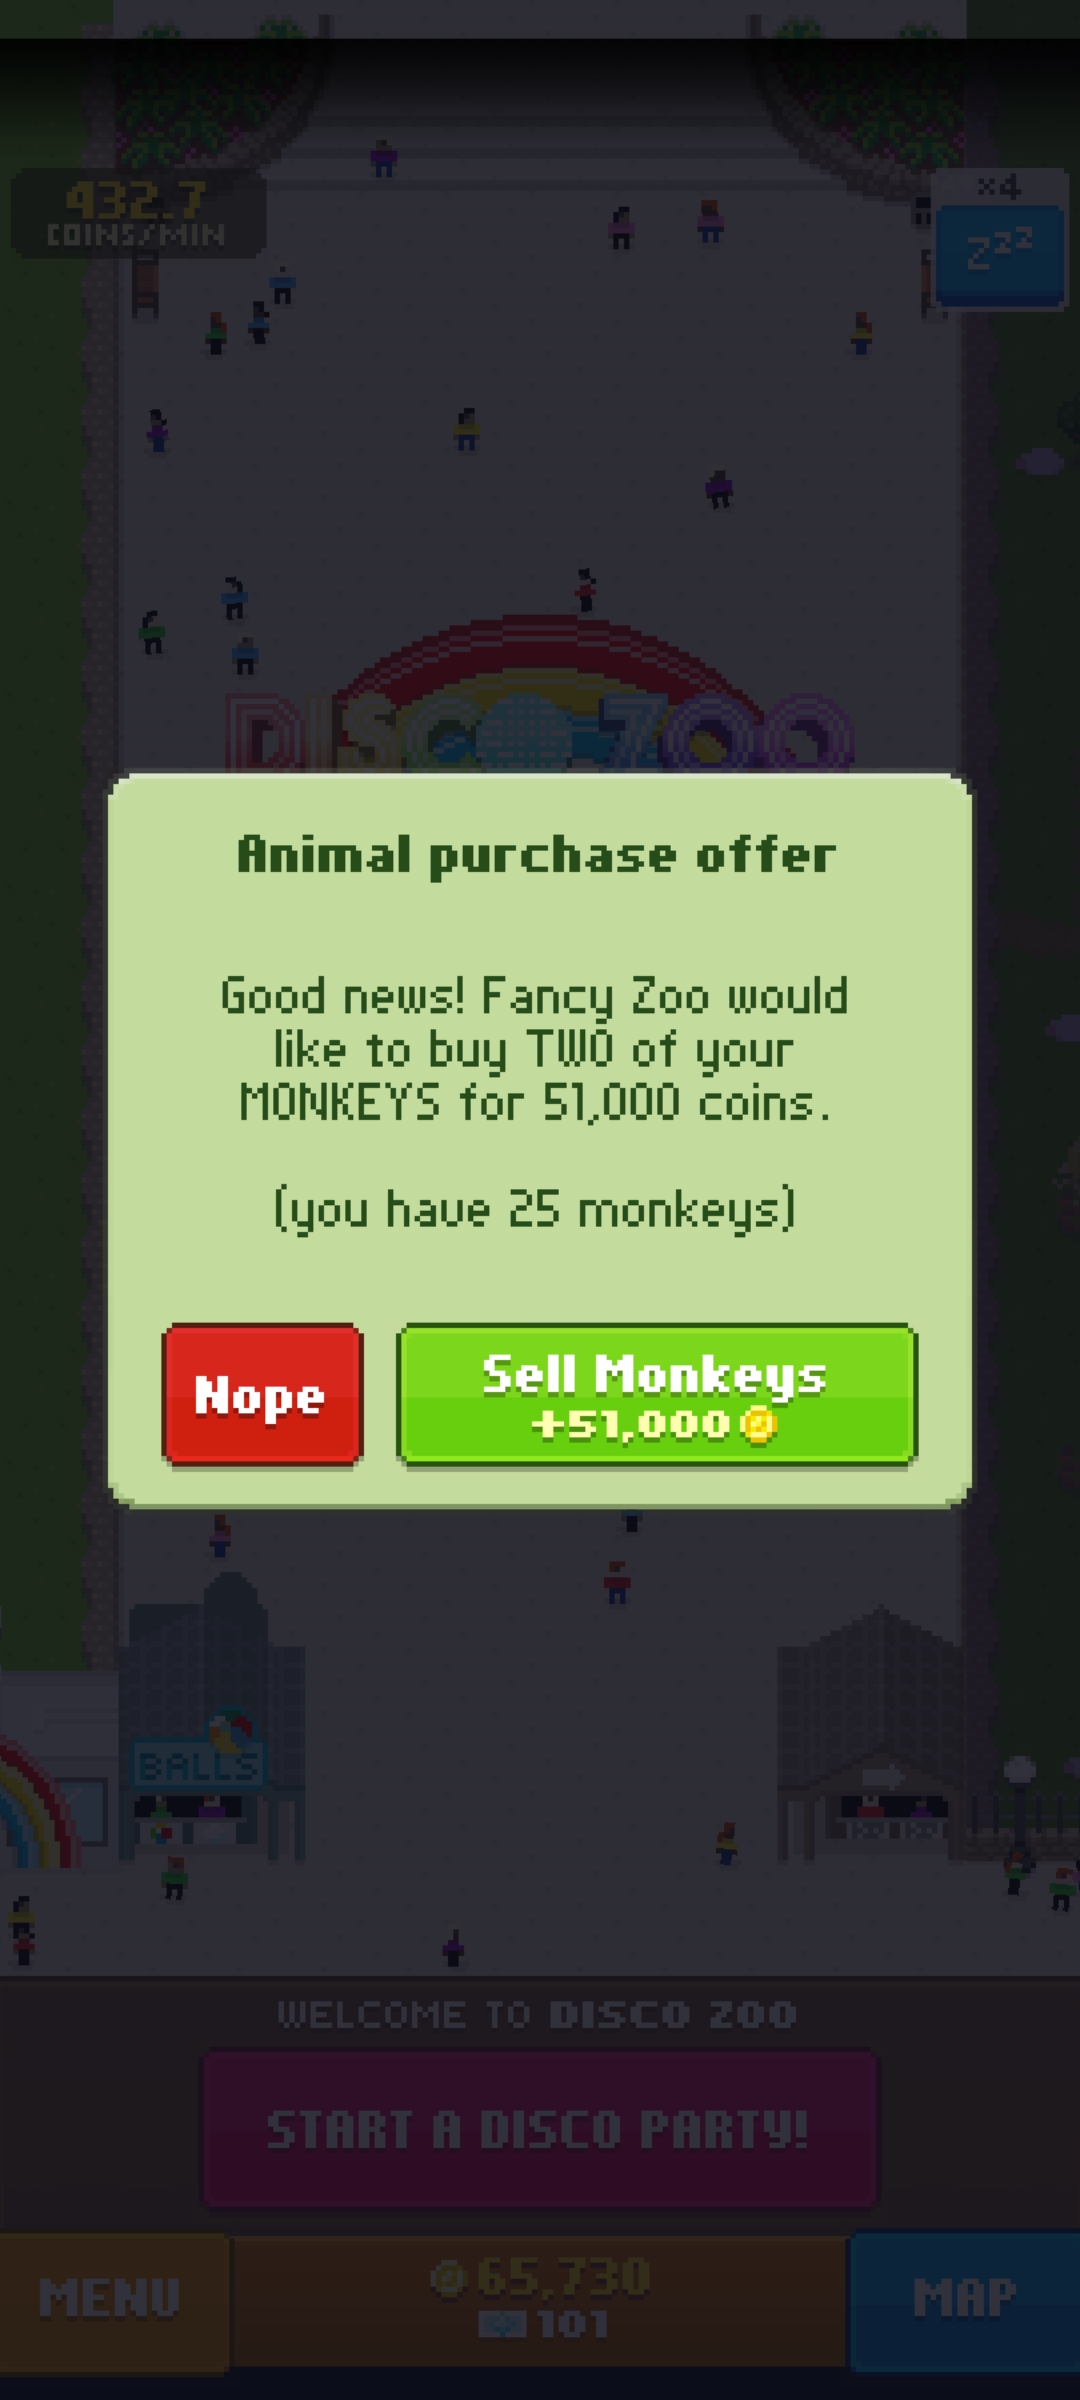 432.7
COINS/MIN
x4
Zzzz
DISCO ZOO
Animal purchase offer
Good news! Fancy Zoo would
like to buy TWO of your
MONKEYS for 51,000 coins.
(you have 25 monkeys)
Nope
Sell Monkeys
+51,000
BALLS
WELCOME TO DISCO ZOO
START A DISCO PARTY!
MENU
65,730
101
MAP